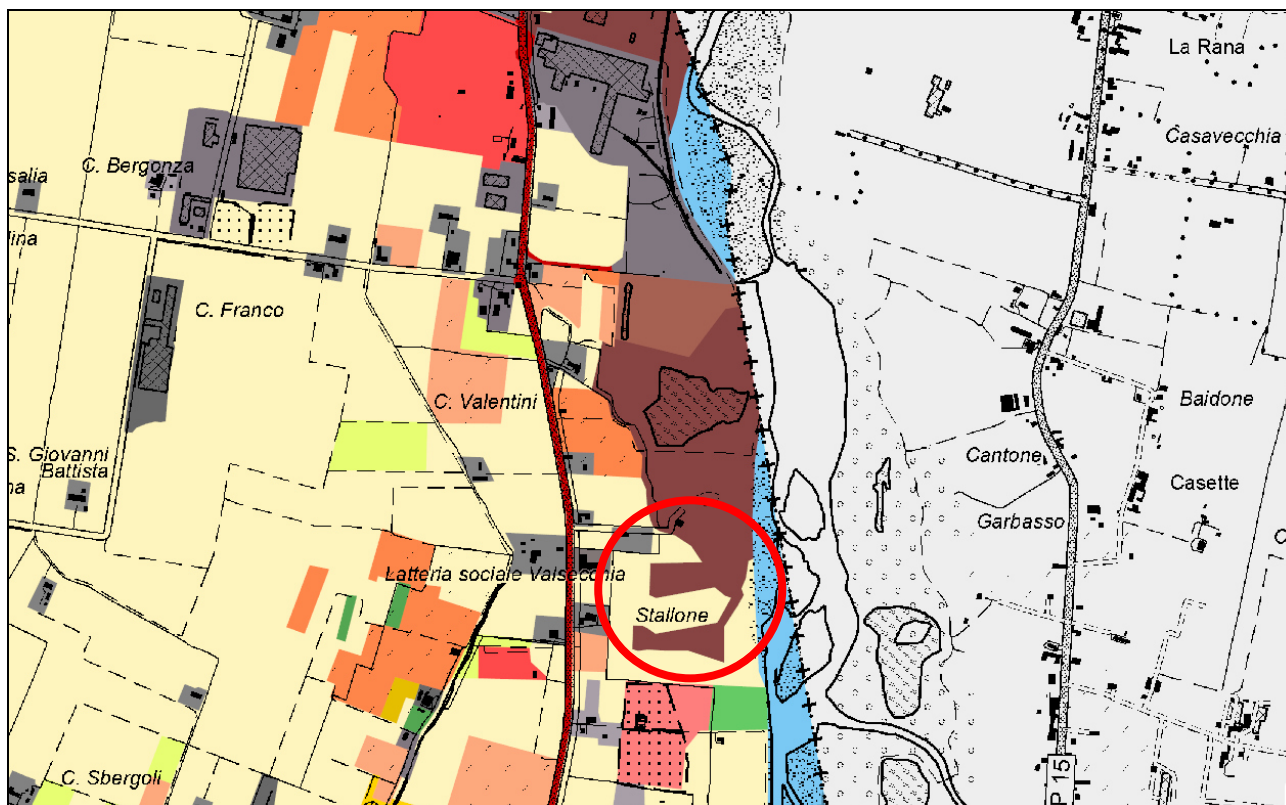 La Rana
Casavecchia
C. Bergonza
salia
lina
C. Franco
C. Valentini
Baidone
S. Giovanni
Battista
na
Cantone
Casette
Garbasso
C
Latteria sociale Valsecchia
Stallone
C. Sbergoli
P 15